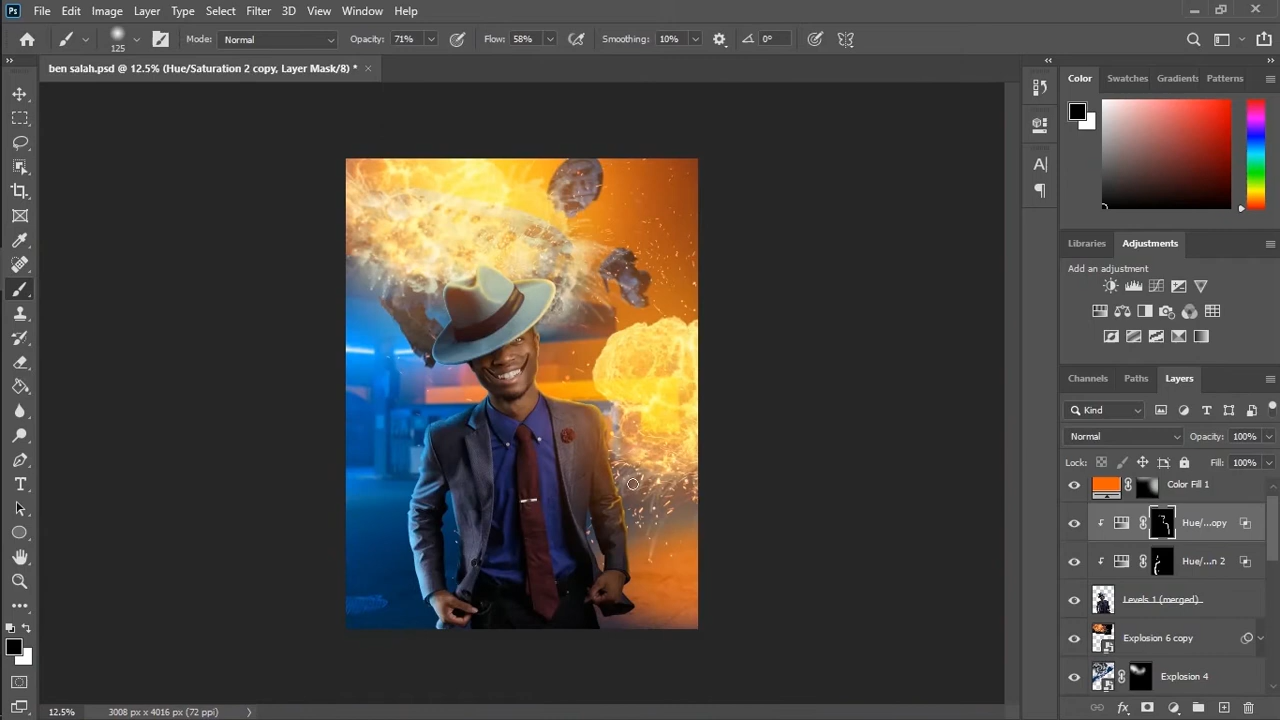 Ps File Edit Image Layer Type Select Filter 3D View Window Help
125 Mode: Normal Opacity: 71% Flow: 58% Smoothing: 10% 0°
ben salah.psd @ 12.5% (Hue/Saturation 2 copy, Layer Mask/8) *
Color Swatches Gradients Patterns
Libraries Adjustments
Add an adjustment
Channels Paths Layers
Kind
Normal Opacity: 100%
Lock: Fill: 100%
Color Fill 1
Hue/...opy
Hue/...n 2
Levels 1 (merged)
Explosion 6 copy
Explosion 4
12.5% 3008 px x 4016 px (72 ppi)